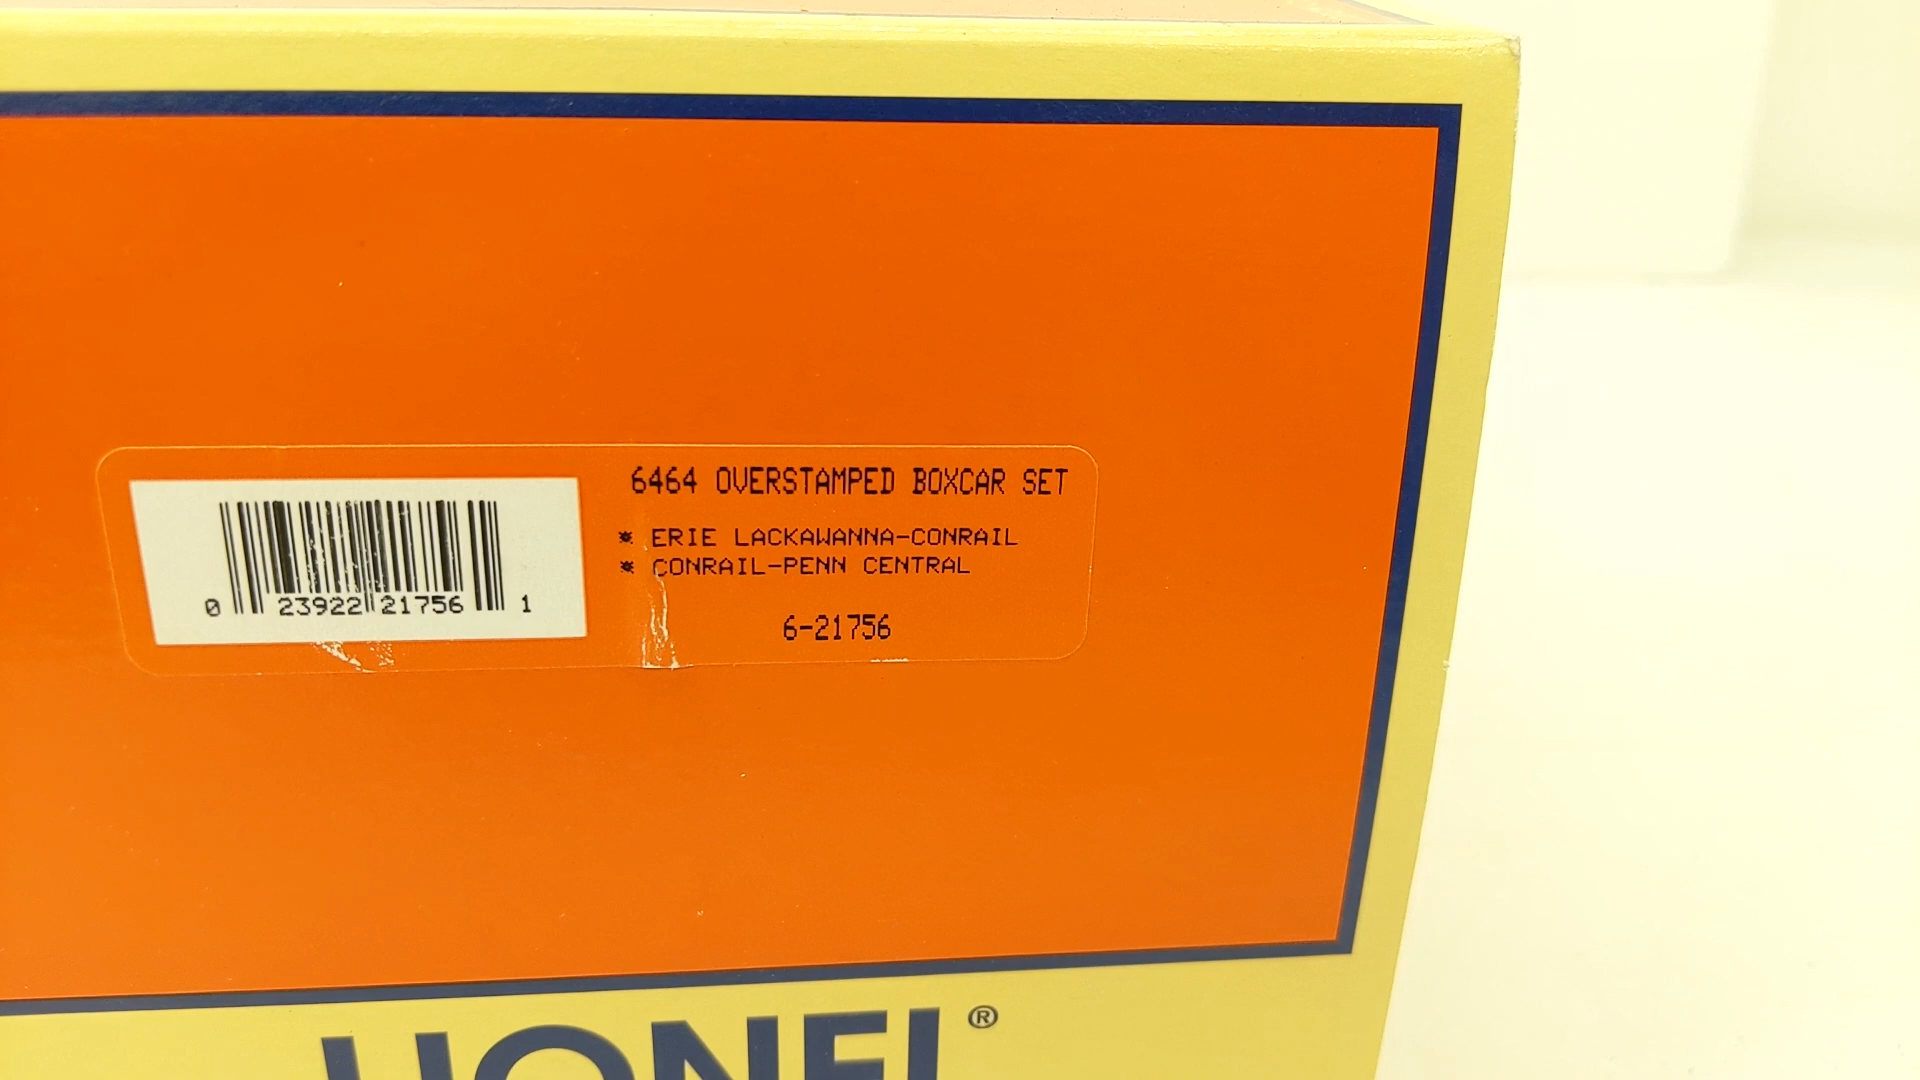 6464 OVERSTAMPED BOXCAR SET
* ERIE LACKAWANNA-CONRAIL
* CONRAIL-PENN CENTRAL
6-21756
0 23922 21756 1
LIONEL®